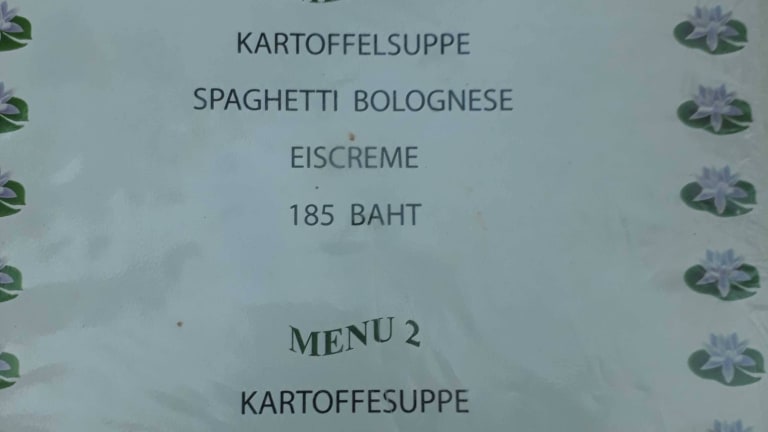 KARTOFFELSUPPE
SPAGHETTI BOLOGNESE
EISCREME
185 BAHT
MENU 2
KARTOFFESUPPE